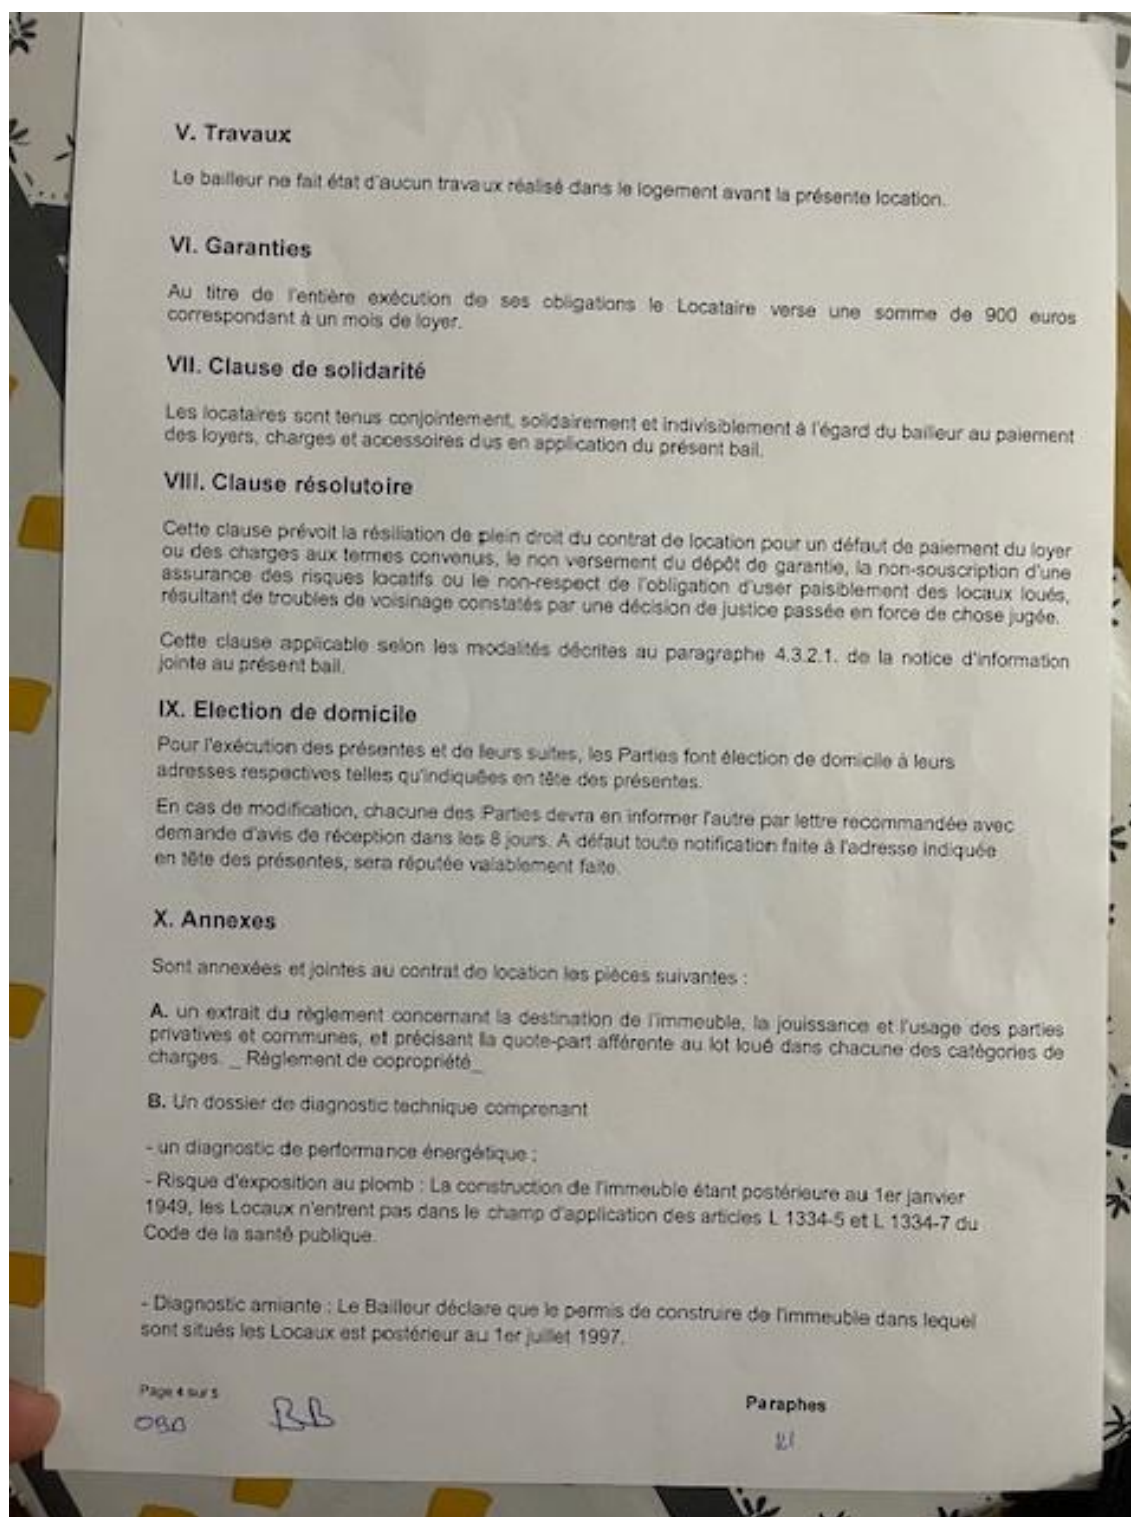 V. Travaux
Le bailleur ne fait état d'aucun travaux réalisé dans le logement avant la présente location.
VI. Garanties
Au titre de l'entière exécution de ses obligations le Locataire verse une somme de 900 euros
correspondant à un mois de loyer.
VII. Clause de solidarité
Les locataires sont tenus conjointement, solidairement et indivisiblement à l'égard du bailleur au paiement
des loyers, charges et accessoires dus en application du présent bail.
VIII. Clause résolutoire
Cette clause prévoit la résiliation de plein droit du contrat de location pour un défaut de paiement du loyer
ou des charges aux termes convenus, le non versement du dépôt de garantie, la non-souscription d'une
assurance des risques locatifs ou le non-respect de l'obligation d'user paisiblement des locaux loués,
résultant de troubles de voisinage constatés par une décision de justice passée en force de chose jugée.
Cette clause applicable selon les modalités décrites au paragraphe 4.3.2.1. de la notice d'information
jointe au présent bail.
IX. Election de domicile
Pour l'exécution des présentes et de leurs suites, les Parties font élection de domicile à leurs
adresses respectives telles qu'indiquées en tête des présentes.
En cas de modification, chacune des Parties devra en informer l'autre par lettre recommandée avec
demande d'avis de réception dans les 8 jours. A défaut toute notification faite à l'adresse indiquée
en tête des présentes, sera réputée valablement faite.
X. Annexes
Sont annexées et jointes au contrat de location les pièces suivantes :
A. un extrait du règlement concernant la destination de l'immeuble, la jouissance et l'usage des parties
privatives et communes, et précisant la quote-part afférente au lot loué dans chacune des catégories de
charges. _ Règlement de copropriété_
B. Un dossier de diagnostic technique comprenant
- un diagnostic de performance énergétique ;
- Risque d'exposition au plomb : La construction de l'immeuble étant postérieure au 1er janvier
1949, les Locaux n'entrent pas dans le champ d'application des articles L 1334-5 et L 1334-7 du
Code de la santé publique.
- Diagnostic amiante : Le Bailleur déclare que le permis de construire de l'immeuble dans lequel
sont situés les Locaux est postérieur au 1er juillet 1997.
Page 4 sur 5
BB
Paraphes